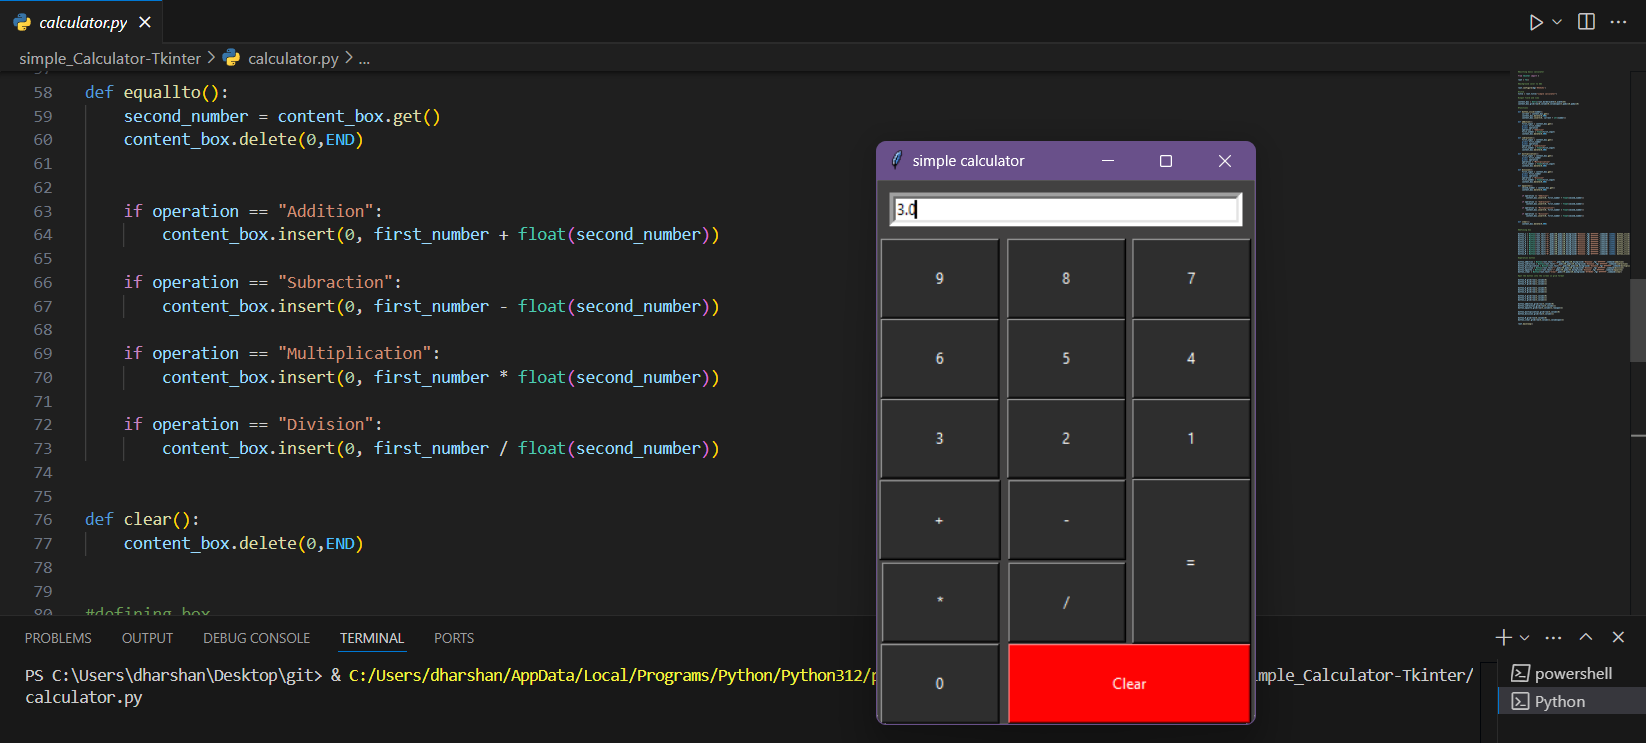 calculator.py
simple_Calculator-Tkinter > calculator.py > ...
58 def equallto():
59 second_number = content_box.get()
60 content_box.delete(0,END)
61
62
63 if operation == "Addition":
64 content_box.insert(0, first_number + float(second_number))
65
66 if operation == "Subraction":
67 content_box.insert(0, first_number - float(second_number))
68
69 if operation == "Multiplication":
70 content_box.insert(0, first_number * float(second_number))
71
72 if operation == "Division":
73 content_box.insert(0, first_number / float(second_number))
74
75
76 def clear():
77 content_box.delete(0,END)
78
79
80 #defining box
simple calculator
3.0
9 8 7
6 5 4
3 2 1
+ -
=
* /
0 Clear
PROBLEMS OUTPUT DEBUG CONSOLE TERMINAL PORTS
PS C:\Users\dharshan\Desktop\git> & C:/Users/dharshan/AppData/Local/Programs/Python/Python312/ mple_Calculator-Tkinter/
calculator.py
powershell
Python